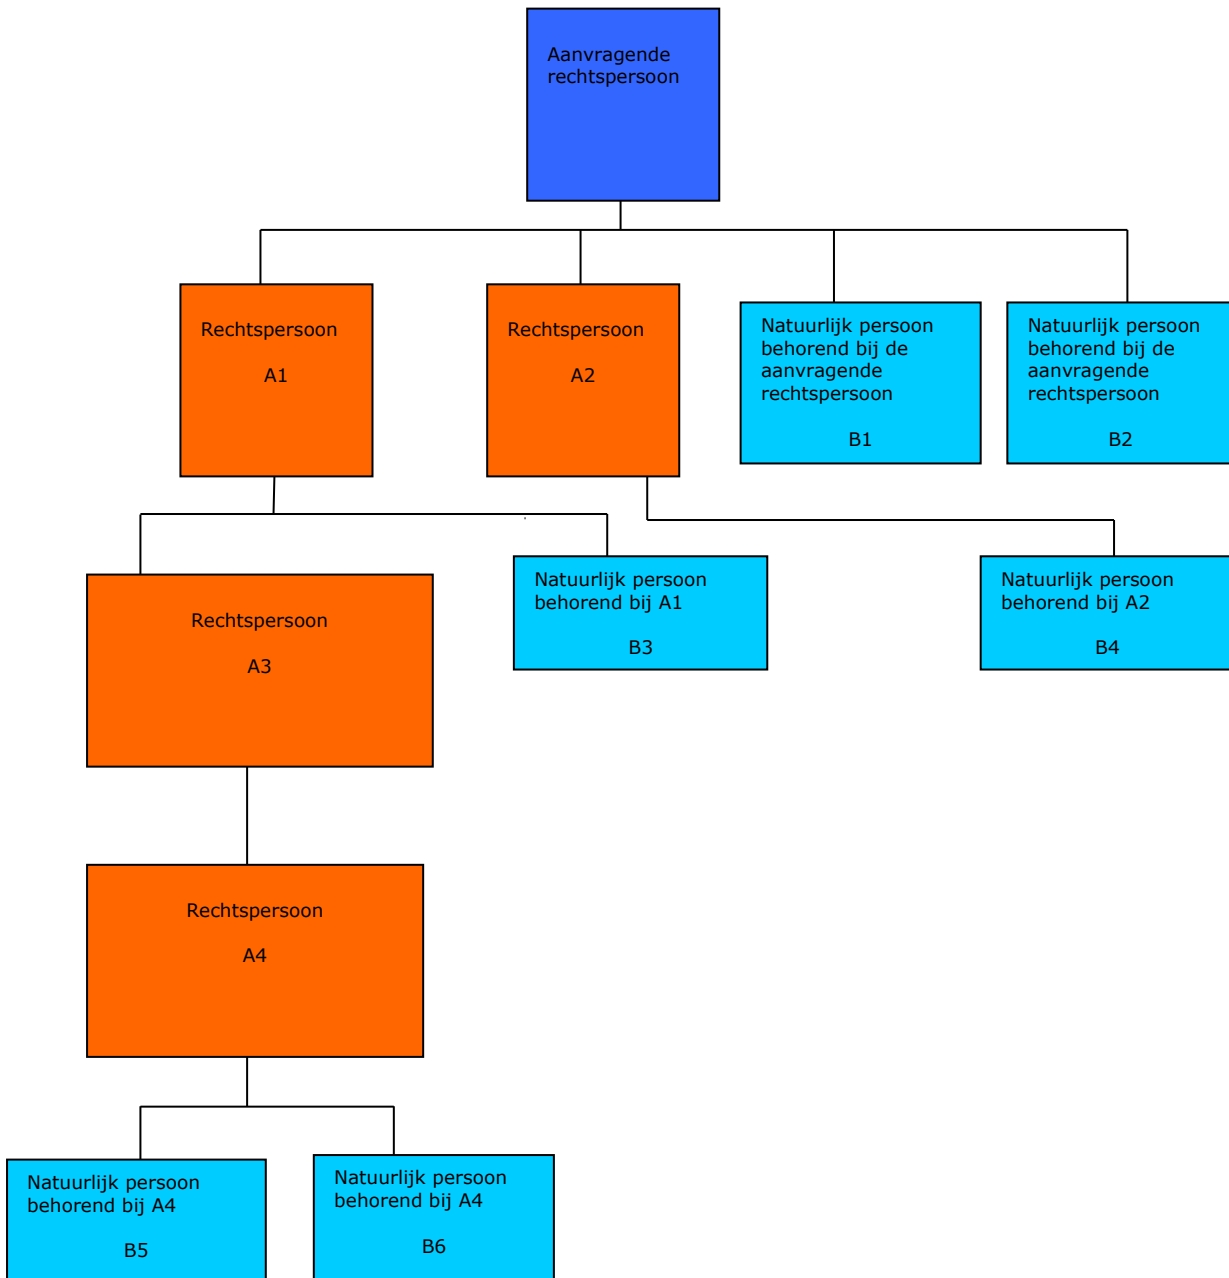 Aanvragende
rechtspersoon
Rechtspersoon
A1
Rechtspersoon
A2
Natuurlijk persoon
behorend bij de
aanvragende
rechtspersoon
B1
Natuurlijk persoon
behorend bij de
aanvragende
rechtspersoon
B2
Rechtspersoon
A3
Natuurlijk persoon
behorend bij A1
B3
Natuurlijk persoon
behorend bij A2
B4
Rechtspersoon
A4
Natuurlijk persoon
behorend bij A4
B5
Natuurlijk persoon
behorend bij A4
B6